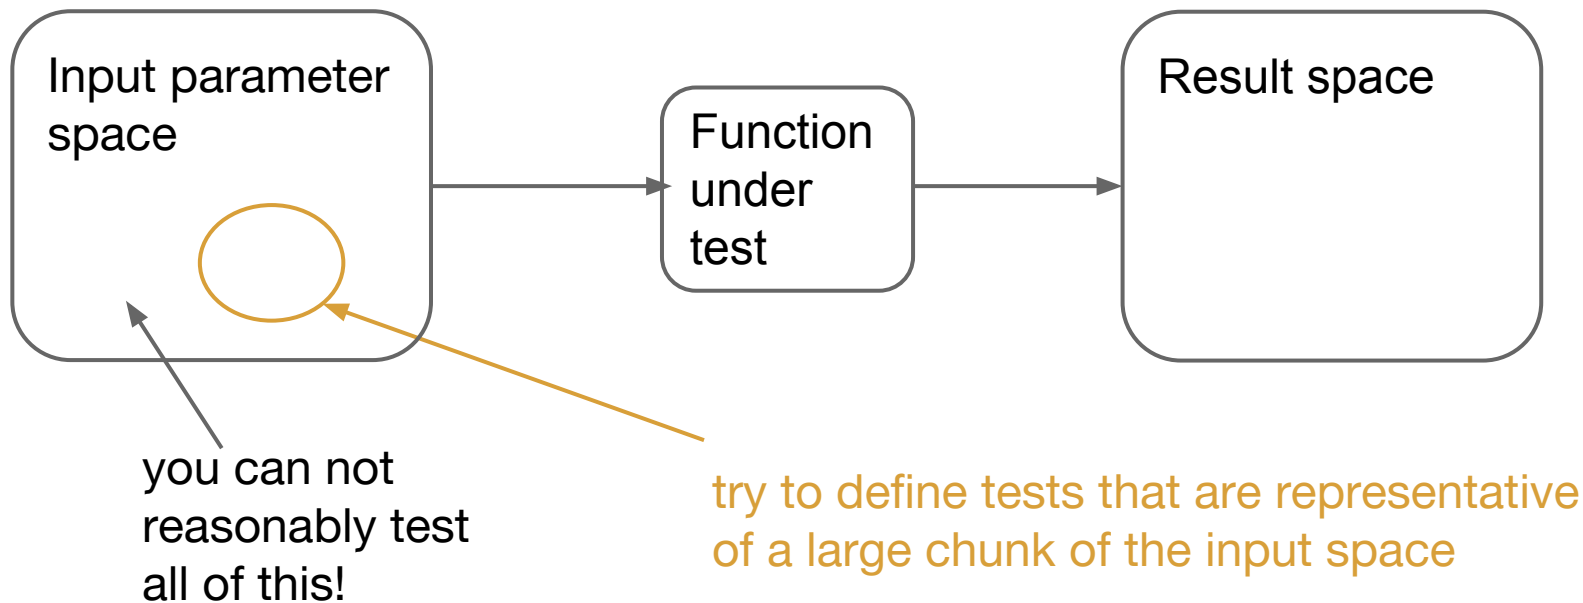 Input parameter
space
Function
under
test
Result space
you can not
reasonably test
all of this!
try to define tests that are representative
of a large chunk of the input space